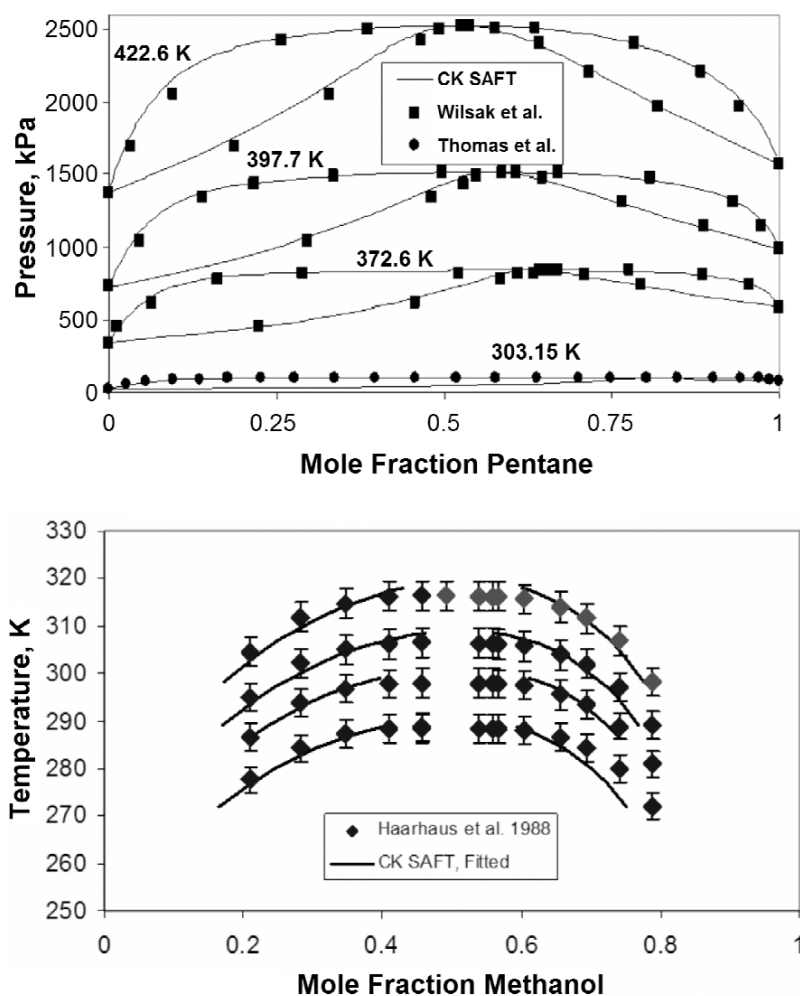 2500
422.6 K
CK SAFT
Wilsak et al.
Thomas et al.
2000
397.7 K
1500
Pressure, kPa
1000
372.6 K
500
303.15 K
0
0 0.25 0.5 0.75 1
Mole Fraction Pentane
330
320
310
300
290
280
270
260
250
Temperature, K
Haarhaus et al. 1988
CK SAFT, Fitted
0 0.2 0.4 0.6 0.8 1
Mole Fraction Methanol